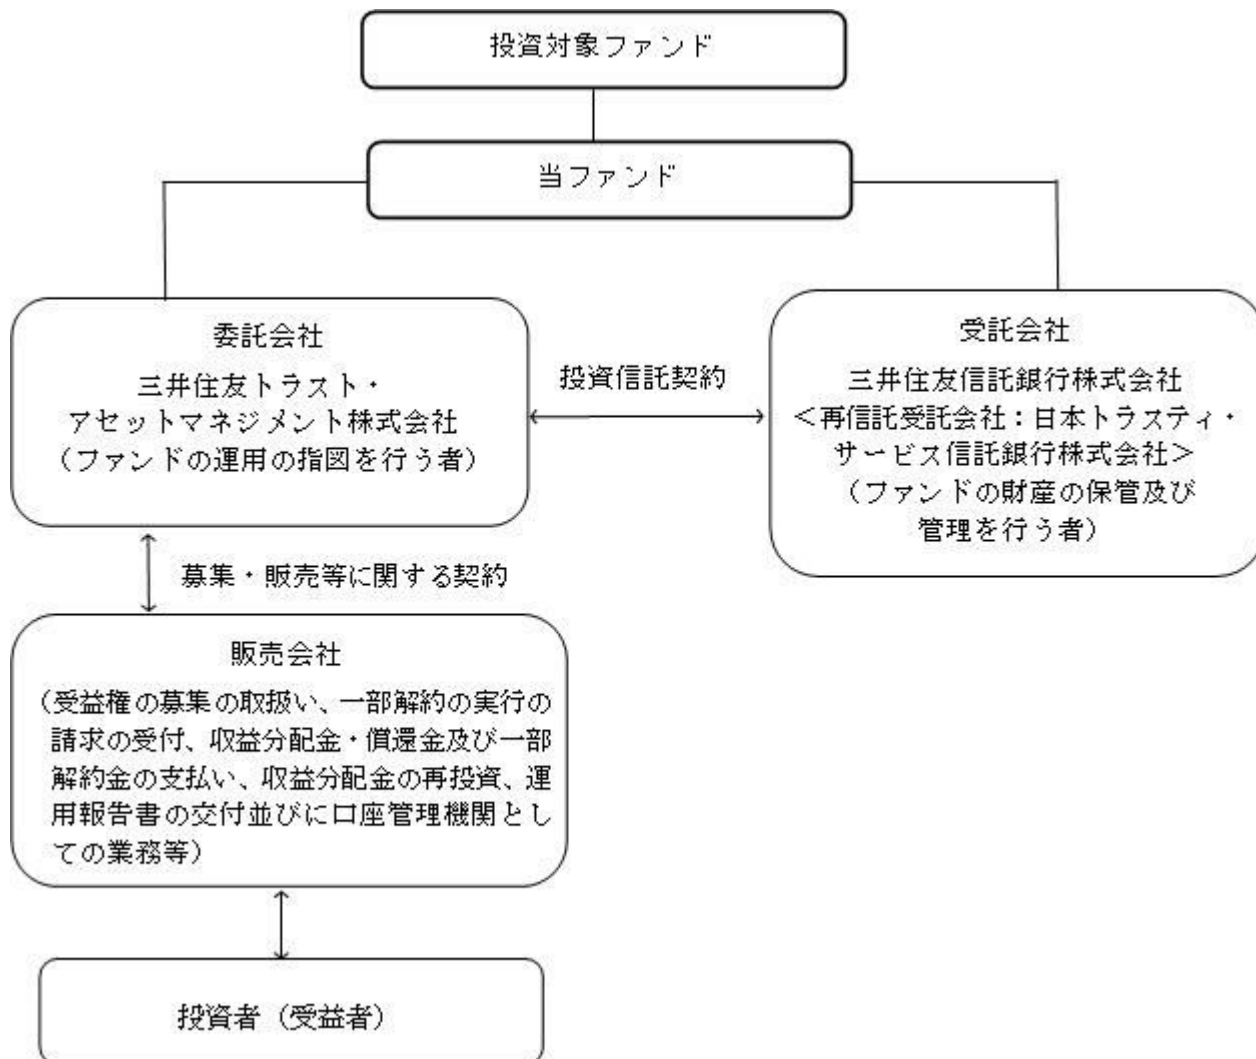 投資対象ファンド
当ファンド
委託会社
三井住友トラスト・
アセットマネジメント株式会社
（ファンドの運用の指図を行う者）
投資信託契約
受託会社
三井住友信託銀行株式会社
＜再信託受託会社：日本トラスティ・
サービス信託銀行株式会社＞
（ファンドの財産の保管及び
管理を行う者）
募集・販売等に関する契約
販売会社
（受益権の募集の取扱い、一部解約の実行の
請求の受付、収益分配金・償還金及び一部
解約金の支払い、収益分配金の再投資、運
用報告書の交付並びに口座管理機関とし
ての業務等）
投資者（受益者）